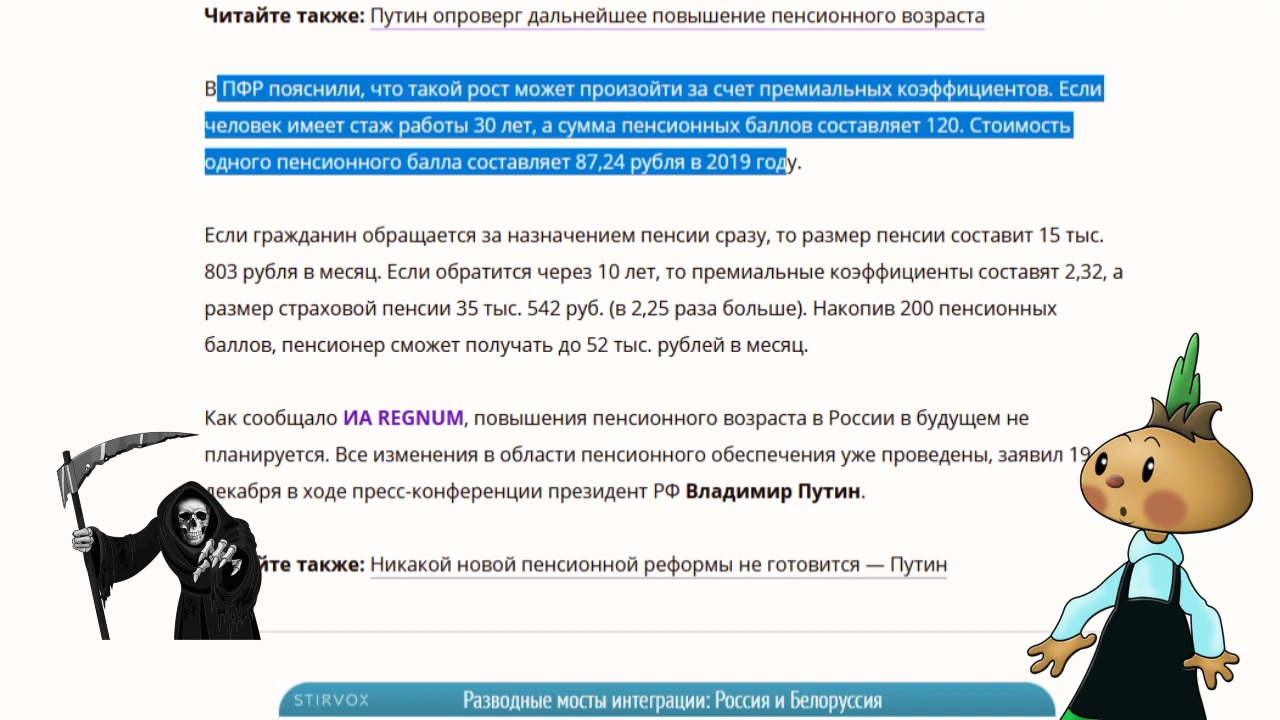 Читайте также: Путин опроверг дальнейшее повышение пенсионного возраста
В ПФР пояснили, что такой рост может произойти за счет премиальных коэффициентов. Если
человек имеет стаж работы 30 лет, а сумма пенсионных баллов составляет 120. Стоимость
одного пенсионного балла составляет 87,24 рубля в 2019 году.
Если гражданин обращается за назначением пенсии сразу, то размер пенсии составит 15 тыс.
803 рубля в месяц. Если обратится через 10 лет, то премиальные коэффициенты составят 2,32, а
размер страховой пенсии 35 тыс. 542 руб. (в 2,25 раза больше). Накопив 200 пенсионных
баллов, пенсионер сможет получать до 52 тыс. рублей в месяц.
Как сообщало ИА REGNUM, повышения пенсионного возраста в России в будущем не
планируется. Все изменения в области пенсионного обеспечения уже проведены, заявил 19
декабря в ходе пресс-конференции президент РФ Владимир Путин.
йте также: Никакой новой пенсионной реформы не готовится — Путин
STIRVOX Разводные мосты интеграции: Россия и Белоруссия